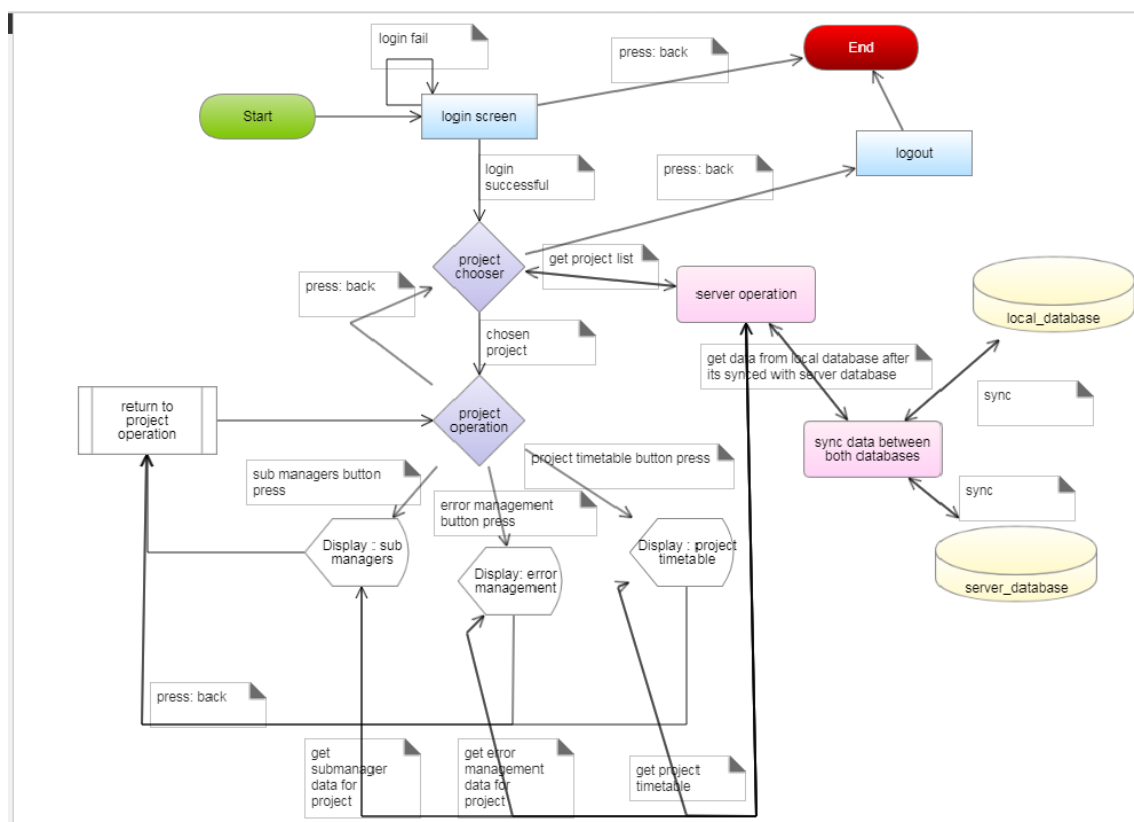 login fail
End
press: back
Start
login screen
logout
login
successful
press: back
project
chooser
get project list
server operation
local_database
press: back
chosen
project
get data from local database after
its synced with server database
sync
return to
project
operation
project
operation
sync data between
both databases
project timetable button press
sub managers button
press
error management
button press
sync
Display : sub
managers
Display : project
timetable
Display: error
management
server_database
press: back
get
submanager
data for
project
get error
management
data for
project
get project
timetable